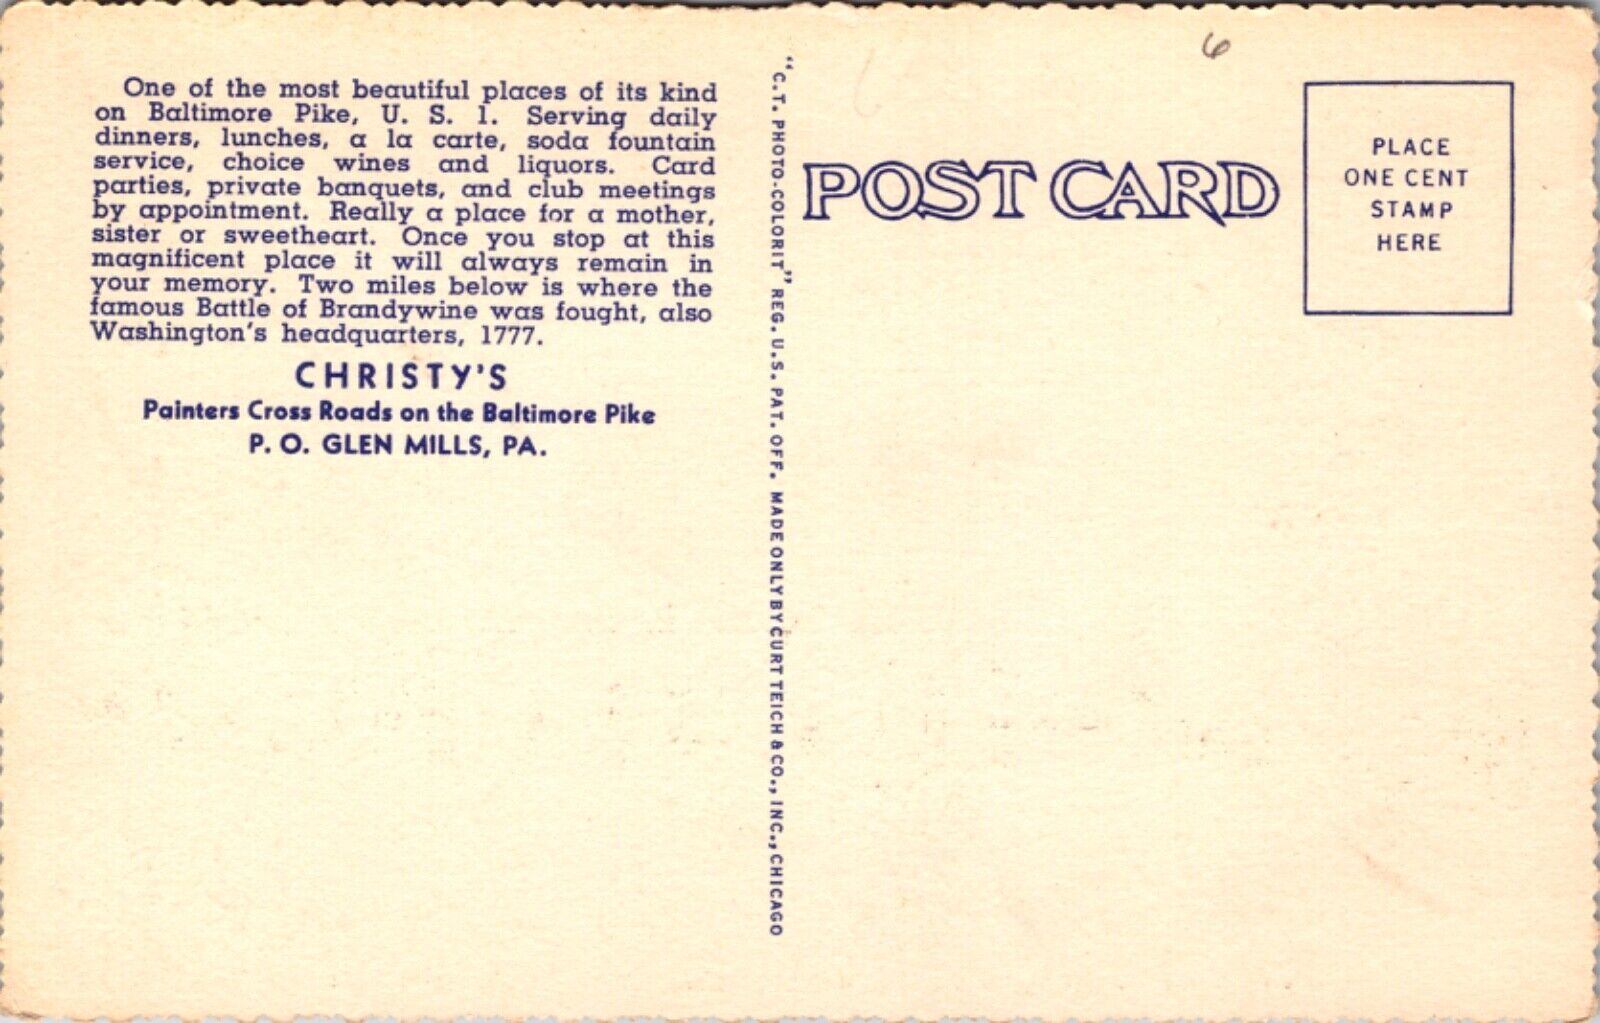 One of the most beautiful places of its kind
on Baltimore Pike, U. S. 1. Serving daily
dinners, lunches, a la carte, soda fountain
service, choice wines and liquors. Card
parties, private banquets, and club meetings
by appointment. Really a place for a mother,
sister or sweetheart. Once you stop at this
magnificent place it will always remain in
your memory. Two miles below is where the
famous Battle of Brandywine was fought, also
Washington's headquarters, 1777.
CHRISTY'S
Painters Cross Roads on the Baltimore Pike
P. O. GLEN MILLS, PA.
"C. T. PHOTO-COLORIT" REG. U. S. PAT. OFF. MADE ONLY BY CURT TEICH & CO., INC., CHICAGO
6
POST CARD
PLACE
ONE CENT
STAMP
HERE